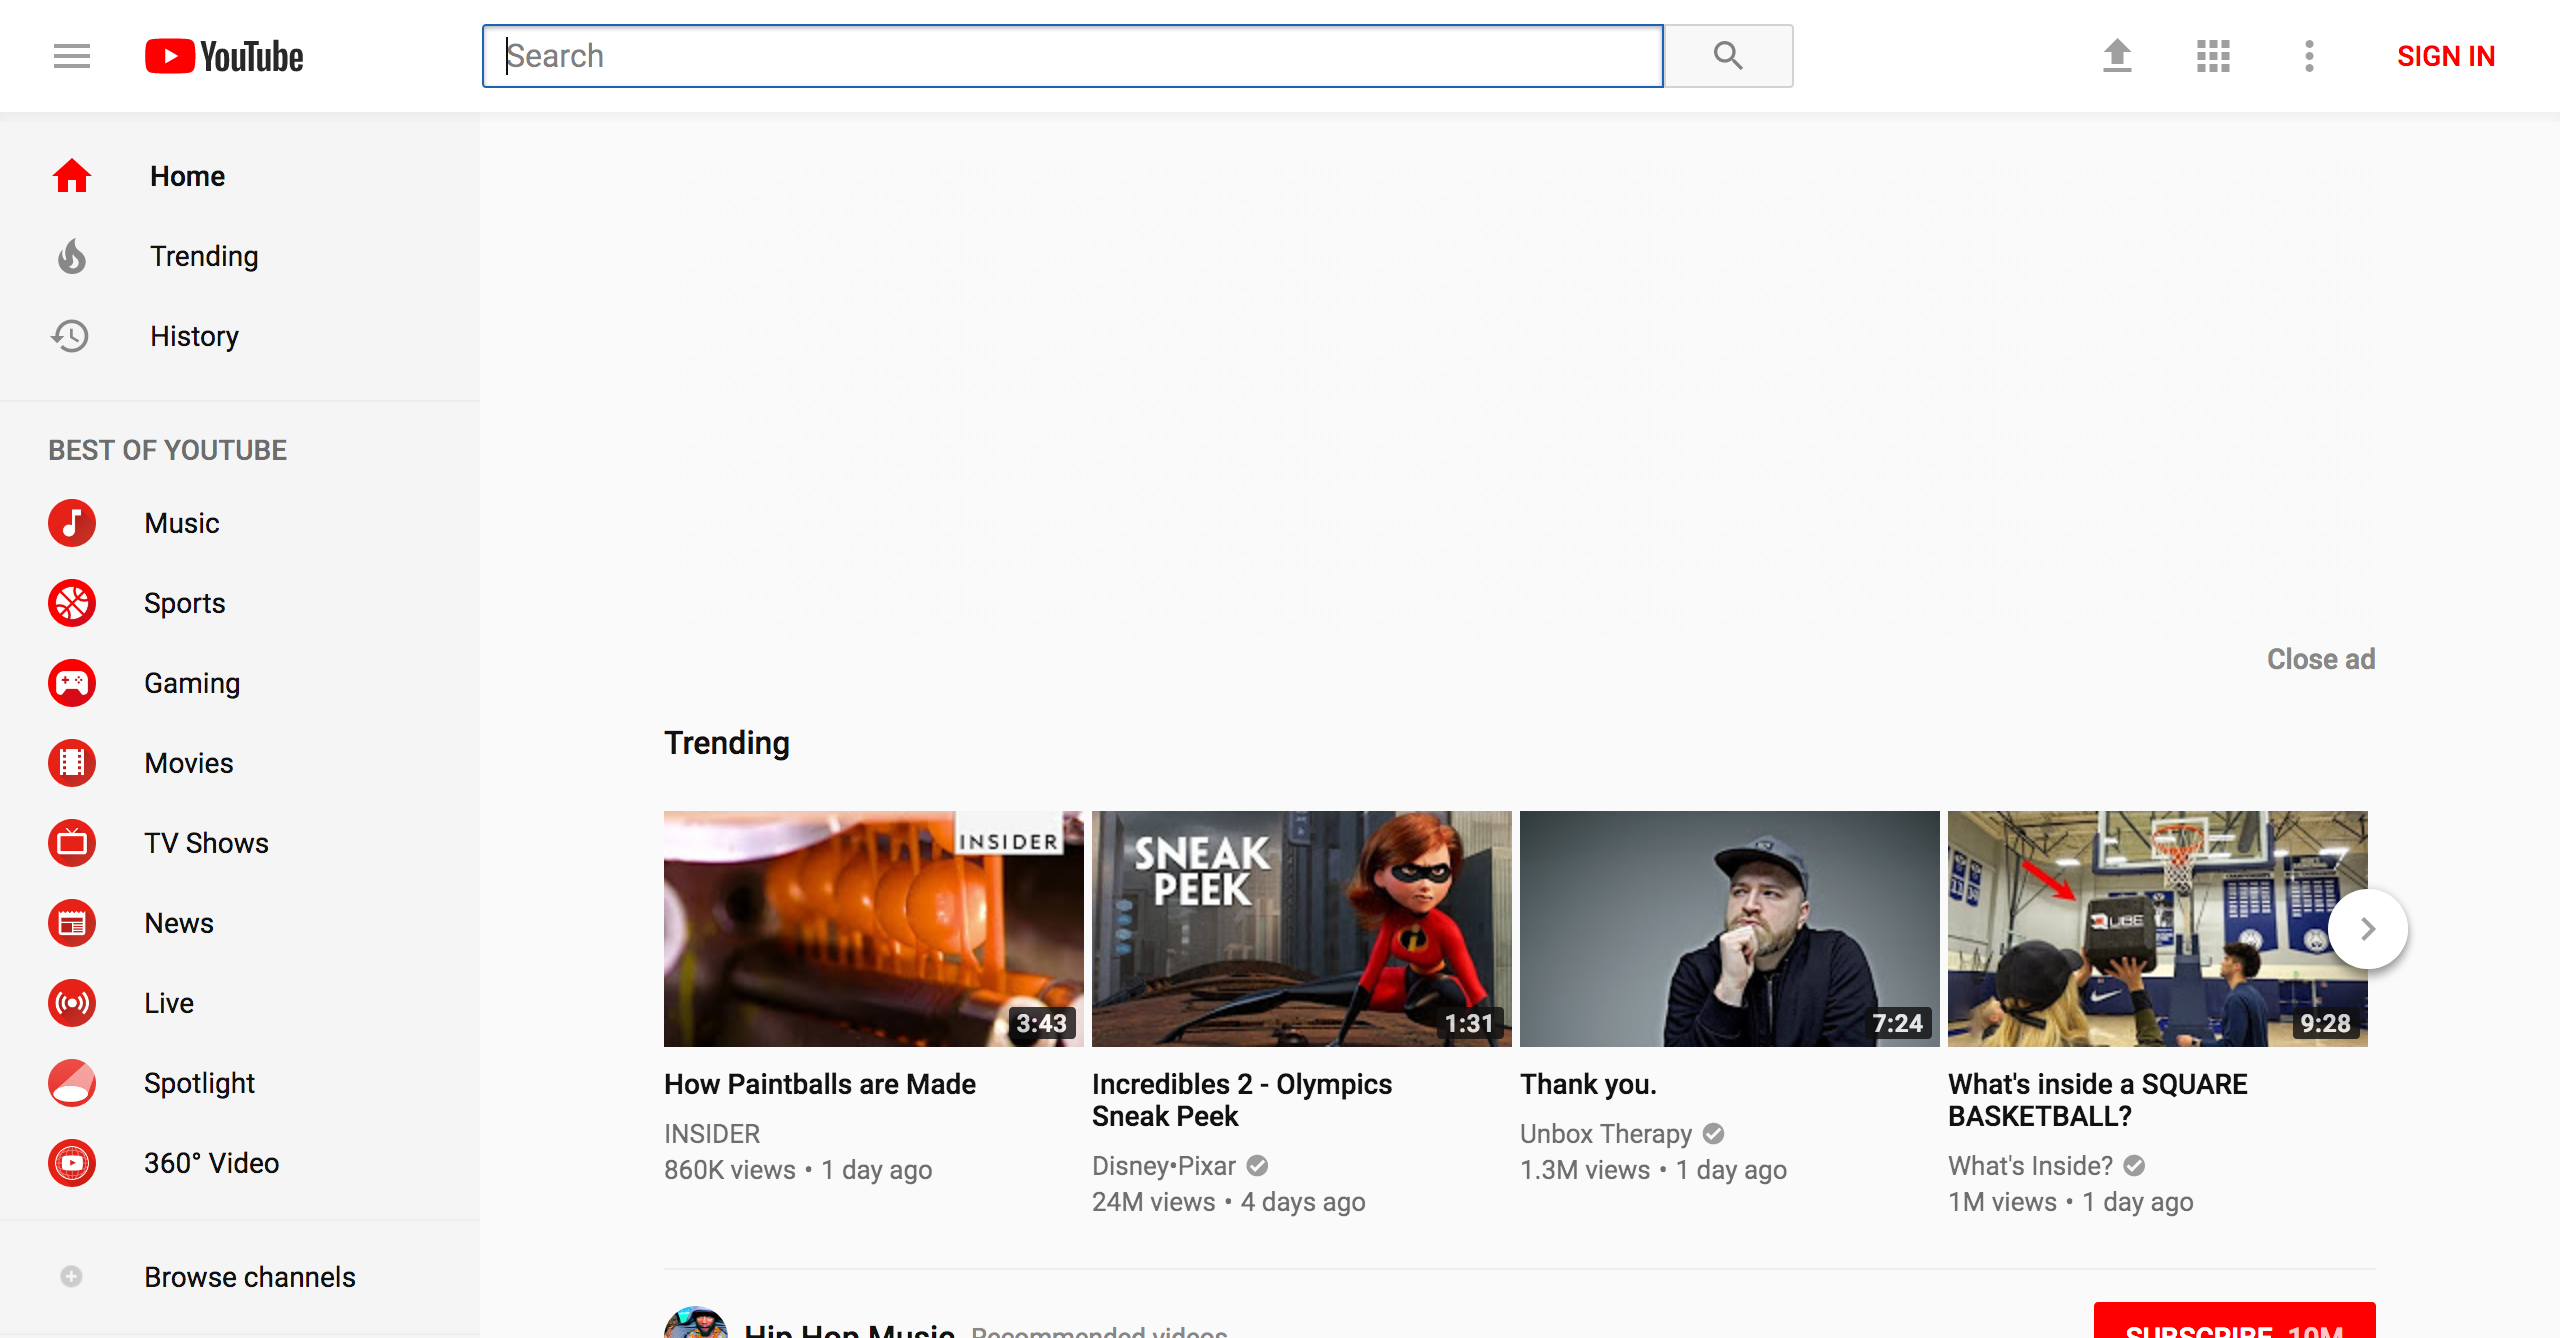 YouTube
Search
SIGN IN
Home
Trending
History
BEST OF YOUTUBE
Music
Sports
Gaming
Movies
TV Shows
News
Live
Spotlight
360° Video
Browse channels
Close ad
Trending
INSIDER
3:43
How Paintballs are Made
INSIDER
860K views • 1 day ago
SNEAK
PEEK
1:31
Incredibles 2 - Olympics
Sneak Peek
Disney•Pixar
24M views • 4 days ago
7:24
Thank you.
Unbox Therapy
1.3M views • 1 day ago
9:28
What's inside a SQUARE
BASKETBALL?
What's Inside?
1M views • 1 day ago
Hip Hop Music Recommended videos
SUBSCRIBE 10M